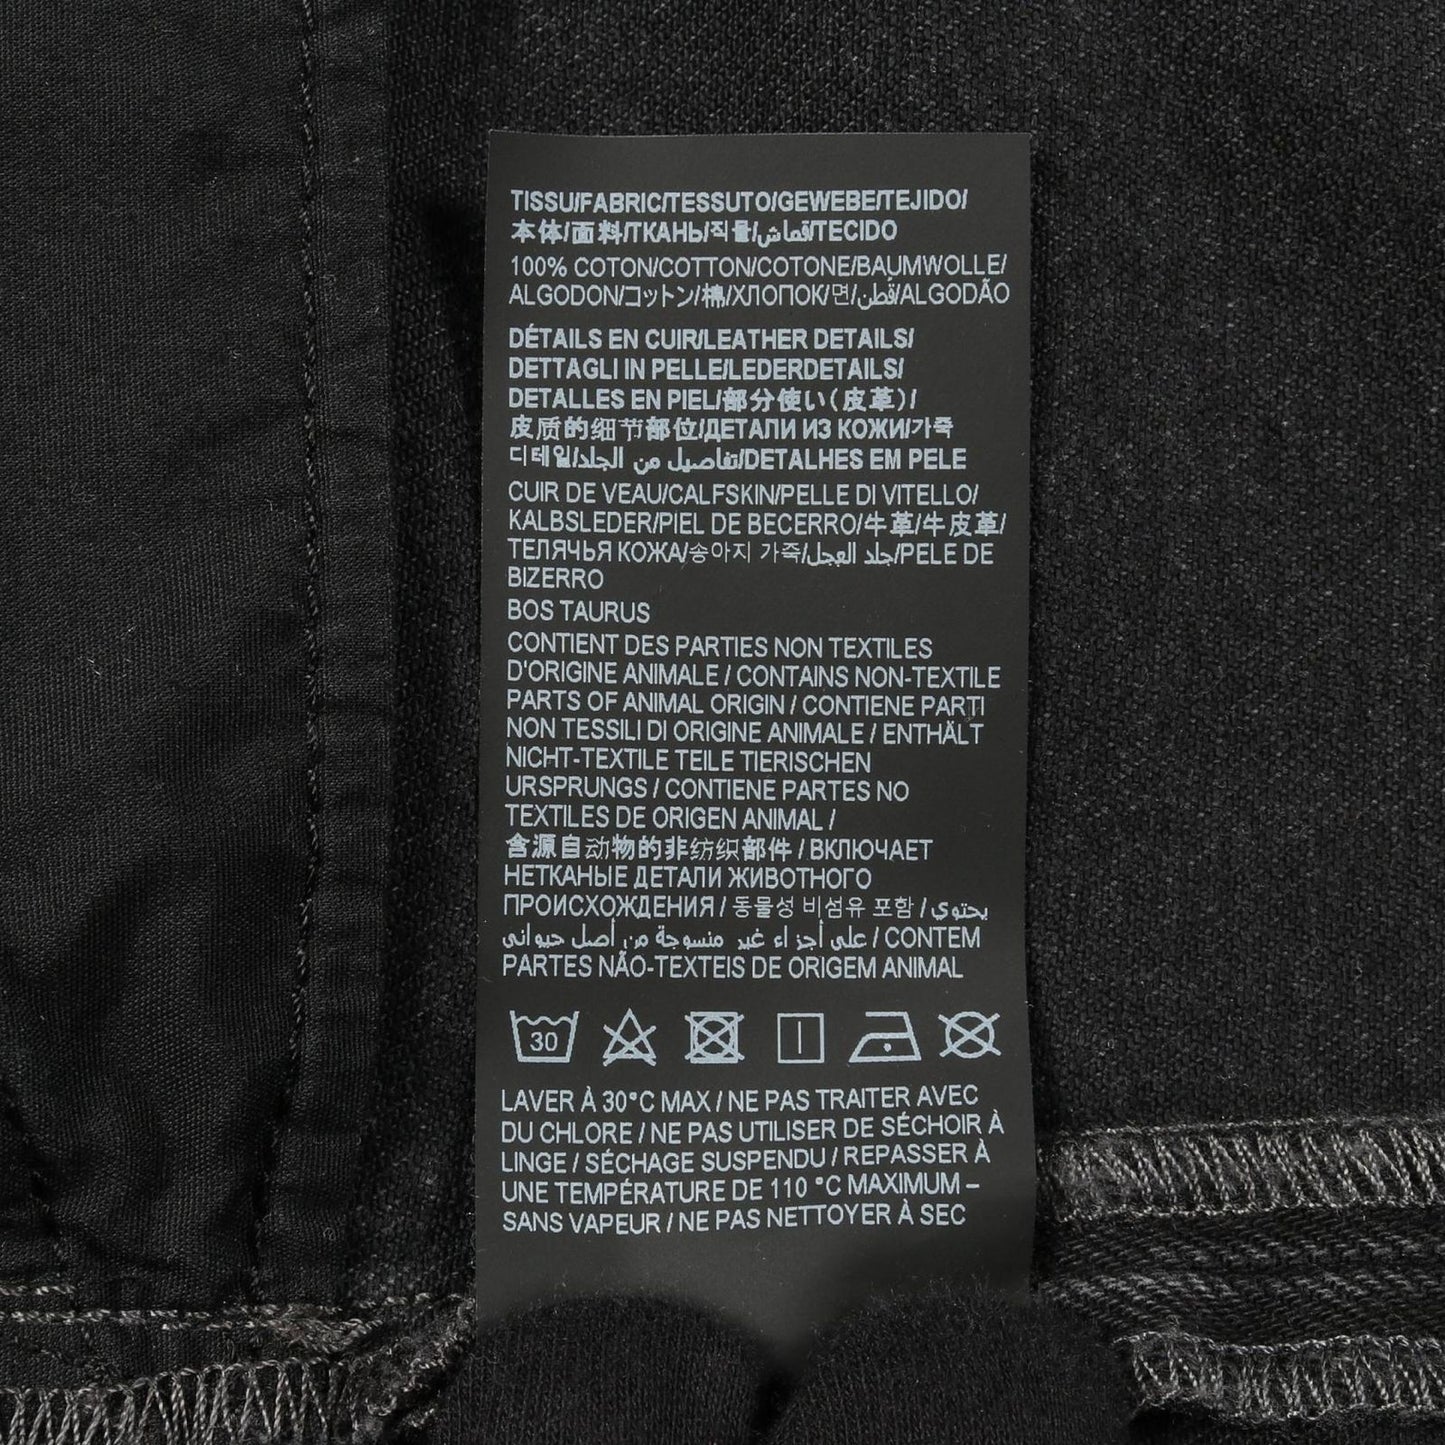 TISSU/FABRIC/TESSUTO/GEWEBE/TEJIDO/
本体/面料/ТКАНЬ/직물/قماش/TECIDO
100% COTON/COTTON/COTONE/BAUMWOLLE/
ALGODON/コットン/棉/ХЛОПОК/면/قطن/ALGODÃO
DÉTAILS EN CUIR/LEATHER DETAILS/
DETTAGLI IN PELLE/LEDERDETAILS/
DETALLES EN PIEL/部分使い(皮革)/
皮质的细节部位/ДЕТАЛИ ИЗ КОЖИ/가죽
디테일/تفاصيل من الجلد/DETALHES EM PELE
CUIR DE VEAU/CALFSKIN/PELLE DI VITELLO/
KALBSLEDER/PIEL DE BECERRO/牛革/牛皮革/
ТЕЛЯЧЬЯ КОЖА/송아지 가죽/جلد العجل/PELE DE
BIZERRO
BOS TAURUS
CONTIENT DES PARTIES NON TEXTILES
D'ORIGINE ANIMALE / CONTAINS NON-TEXTILE
PARTS OF ANIMAL ORIGIN / CONTIENE PARTI
NON TESSILI DI ORIGINE ANIMALE / ENTHÄLT
NICHT-TEXTILE TEILE TIERISCHEN
URSPRUNGS / CONTIENE PARTES NO
TEXTILES DE ORIGEN ANIMAL /
含源自动物的非纺织部件 / ВКЛЮЧАЕТ
НЕТКАНЫЕ ДЕТАЛИ ЖИВОТНОГО
ПРОИСХОЖДЕНИЯ / 동물성 비섬유 포함 / يحتوي
على أجزاء غير منسوجة من أصل حيواني / CONTEM
PARTES NÃO-TEXTEIS DE ORIGEM ANIMAL
30
LAVER À 30°C MAX / NE PAS TRAITER AVEC
DU CHLORE / NE PAS UTILISER DE SÉCHOIR À
LINGE / SÉCHAGE SUSPENDU / REPASSER À
UNE TEMPÉRATURE DE 110 °C MAXIMUM –
SANS VAPEUR / NE PAS NETTOYER À SEC